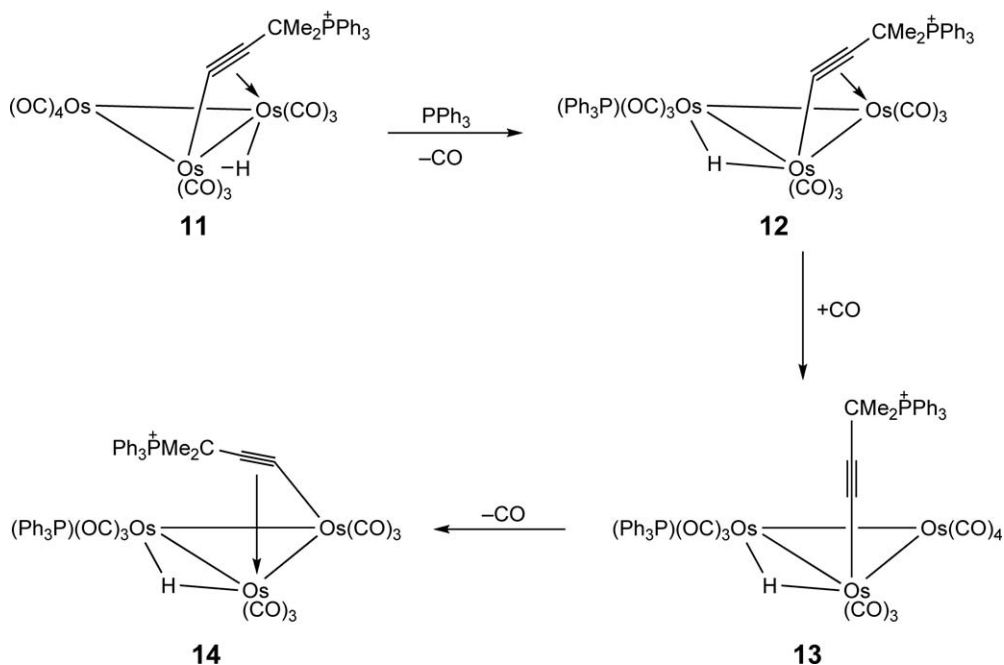 CMe₂P⁺Ph₃
(OC)₄Os
Os(CO)₃
–H
Os
(CO)₃
11
PPh₃
–CO
CMe₂P⁺Ph₃
(Ph₃P)(OC)₃Os
Os(CO)₃
H
Os
(CO)₃
12
+CO
CMe₂P⁺Ph₃
(Ph₃P)(OC)₃Os
Os(CO)₄
H
Os
(CO)₃
13
–CO
Ph₃P⁺Me₂C
(Ph₃P)(OC)₃Os
Os(CO)₃
H
Os
(CO)₃
14